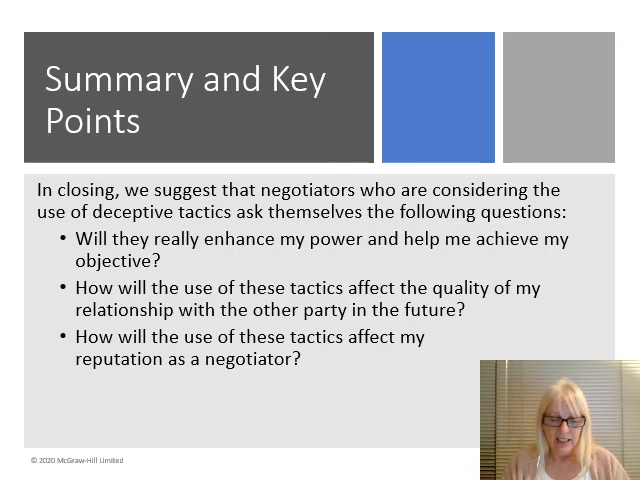 Summary and Key
Points
In closing, we suggest that negotiators who are considering the
use of deceptive tactics ask themselves the following questions:
• Will they really enhance my power and help me achieve my
objective?
• How will the use of these tactics affect the quality of my
relationship with the other party in the future?
• How will the use of these tactics affect my
reputation as a negotiator?
© 2020 McGraw-Hill Limited